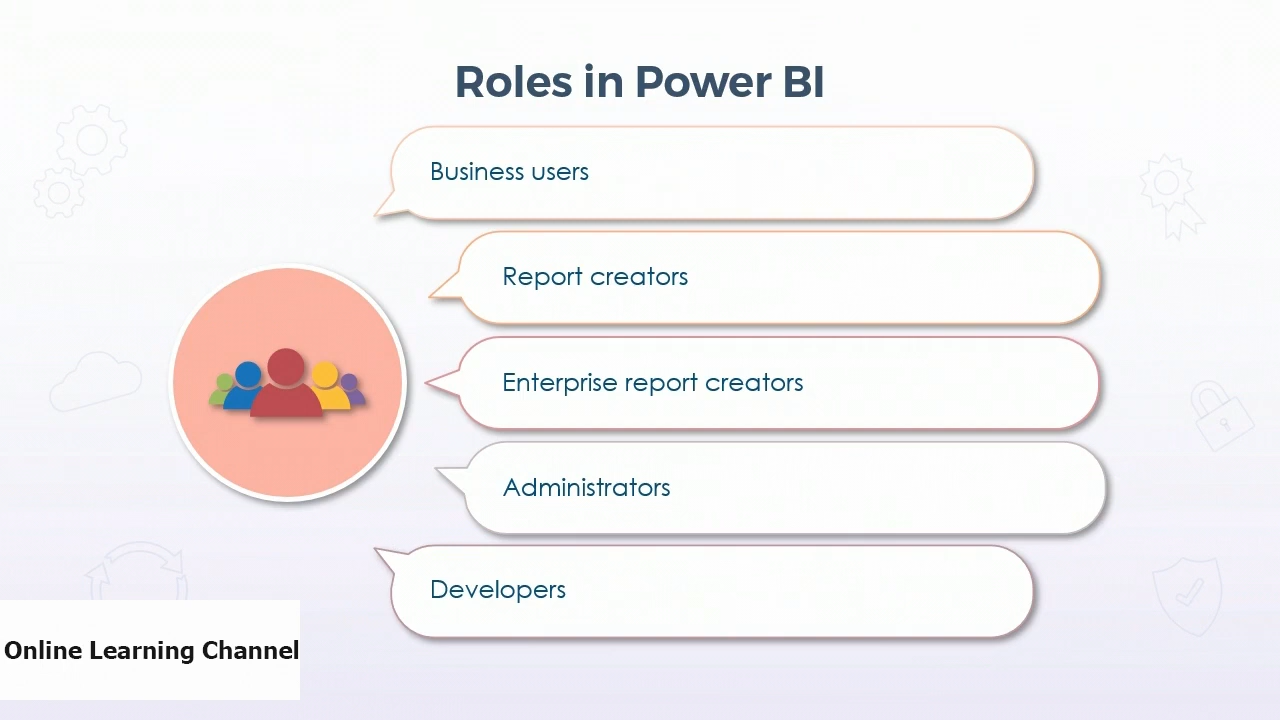 Roles in Power BI
Business users
Report creators
Enterprise report creators
Administrators
Developers
Online Learning Channel